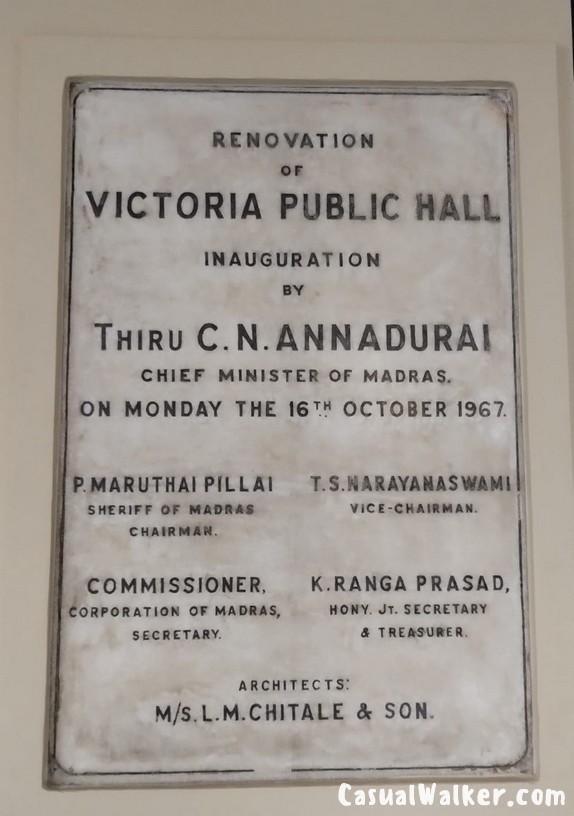 RENOVATION
OF
VICTORIA PUBLIC HALL
INAUGURATION
BY
THIRU C.N. ANNADURAI
CHIEF MINISTER OF MADRAS.
ON MONDAY THE 16TH OCTOBER 1967.
P. MARUTHAI PILLAI
SHERIFF OF MADRAS
CHAIRMAN.
T.S. NARAYANASWAMI
VICE-CHAIRMAN.
COMMISSIONER,
CORPORATION OF MADRAS,
SECRETARY.
K. RANGA PRASAD,
HONY. JT. SECRETARY
& TREASURER.
ARCHITECTS:
M/S. L.M. CHITALE & SON.
CasualWalker.com